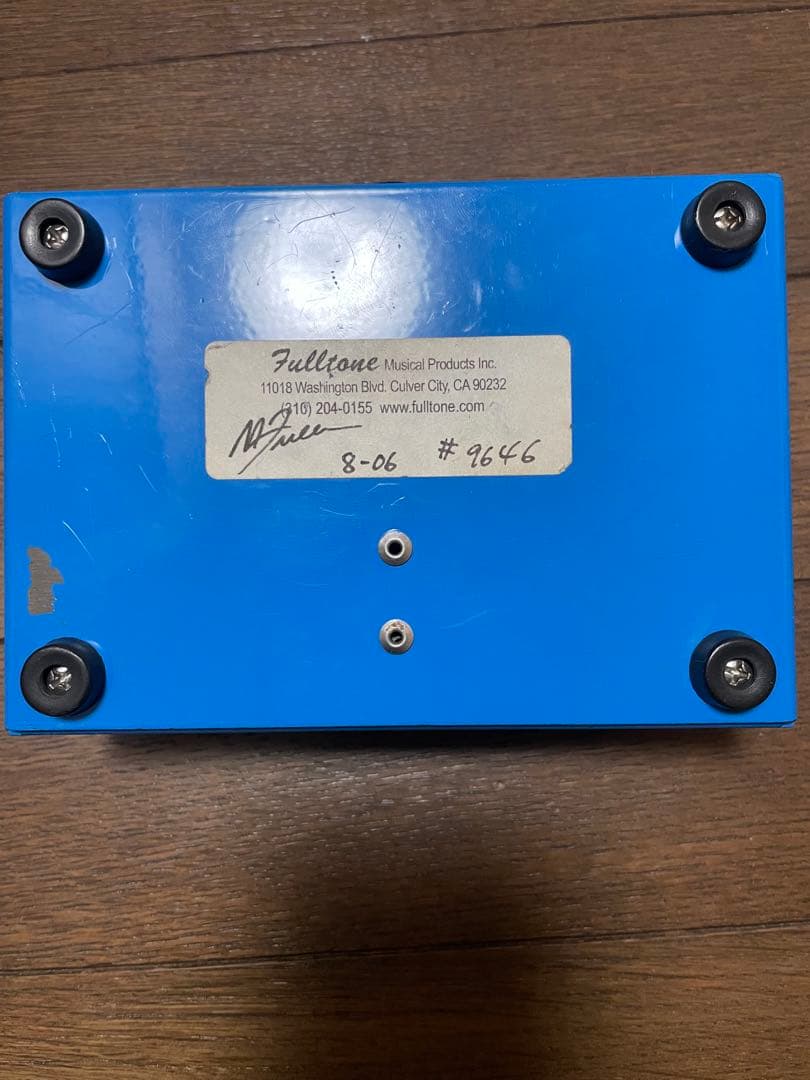 Fulltone Musical Products Inc.
11018 Washington Blvd. Culver City, CA 90232
(310) 204-0155 www.fulltone.com
M Fuller
8-06 # 9646